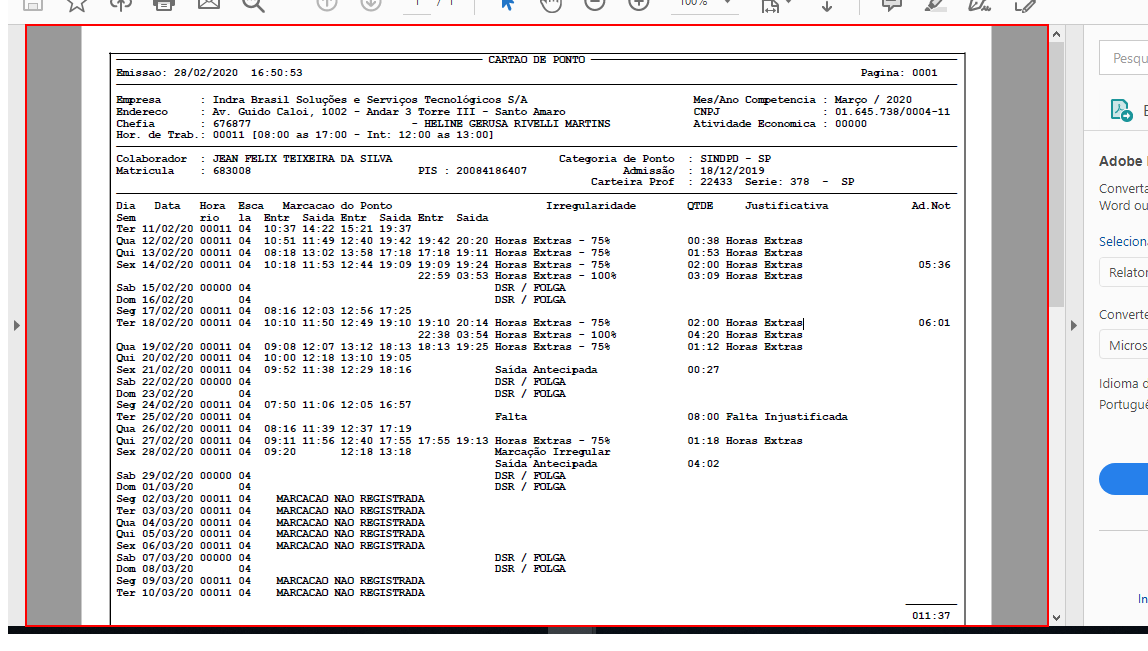 1 / 1 100%
CARTAO DE PONTO
Emissao: 28/02/2020 16:50:53 Pagina: 0001
Empresa : Indra Brasil Soluções e Serviços Tecnológicos S/A Mes/Ano Competencia : Março / 2020
Endereco : Av. Guido Caloi, 1002 - Andar 3 Torre III - Santo Amaro CNPJ : 01.645.738/0004-11
Chefia : 676877 - HELINE GERUSA RIVELLI MARTINS Atividade Economica : 00000
Hor. de Trab.: 00011 [08:00 as 17:00 - Int: 12:00 as 13:00]
Colaborador : JEAN FELIX TEIXEIRA DA SILVA Categoria de Ponto : SINDPD - SP
Matricula : 683008 PIS : 20084186407 Admissão : 18/12/2019
Carteira Prof : 22433 Serie: 378 - SP
Dia Data Hora Esca Marcacao do Ponto Irregularidade QTDE Justificativa Ad.Not
Sem rio la Entr Saida Entr Saida Entr Saida
Ter 11/02/20 00011 04 10:37 14:22 15:21 19:37
Qua 12/02/20 00011 04 10:51 11:49 12:40 19:42 19:42 20:20 Horas Extras - 75% 00:38 Horas Extras
Qui 13/02/20 00011 04 08:18 13:02 13:58 17:18 17:18 19:11 Horas Extras - 75% 01:53 Horas Extras
Sex 14/02/20 00011 04 10:18 11:53 12:44 19:09 19:09 19:24 Horas Extras - 75% 02:00 Horas Extras 05:36
22:59 03:53 Horas Extras - 100% 03:09 Horas Extras
Sab 15/02/20 00000 04 DSR / FOLGA
Dom 16/02/20 04 DSR / FOLGA
Seg 17/02/20 00011 04 08:16 12:03 12:56 17:25
Ter 18/02/20 00011 04 10:10 11:50 12:49 19:10 19:10 20:14 Horas Extras - 75% 02:00 Horas Extras 06:01
22:38 03:54 Horas Extras - 100% 04:20 Horas Extras
Qua 19/02/20 00011 04 09:08 12:07 13:12 18:13 18:13 19:25 Horas Extras - 75% 01:12 Horas Extras
Qui 20/02/20 00011 04 10:00 12:18 13:10 19:05
Sex 21/02/20 00011 04 09:52 11:38 12:29 18:16 Saída Antecipada 00:27
Sab 22/02/20 00000 04 DSR / FOLGA
Dom 23/02/20 04 DSR / FOLGA
Seg 24/02/20 00011 04 07:50 11:06 12:05 16:57
Ter 25/02/20 00011 04 Falta 08:00 Falta Injustificada
Qua 26/02/20 00011 04 08:16 11:39 12:37 17:19
Qui 27/02/20 00011 04 09:11 11:56 12:40 17:55 17:55 19:13 Horas Extras - 75% 01:18 Horas Extras
Sex 28/02/20 00011 04 09:20 12:18 13:18 Marcação Irregular
Saída Antecipada 04:02
Sab 29/02/20 00000 04 DSR / FOLGA
Dom 01/03/20 04 DSR / FOLGA
Seg 02/03/20 00011 04 MARCACAO NAO REGISTRADA
Ter 03/03/20 00011 04 MARCACAO NAO REGISTRADA
Qua 04/03/20 00011 04 MARCACAO NAO REGISTRADA
Qui 05/03/20 00011 04 MARCACAO NAO REGISTRADA
Sex 06/03/20 00011 04 MARCACAO NAO REGISTRADA
Sab 07/03/20 00000 04 DSR / FOLGA
Dom 08/03/20 04 DSR / FOLGA
Seg 09/03/20 00011 04 MARCACAO NAO REGISTRADA
Ter 10/03/20 00011 04 MARCACAO NAO REGISTRADA
011:37
Pesqu
E
Adobe
Converta
Word ou
Selecion
Relator
Converte
Micros
Idioma d
Portugu
In